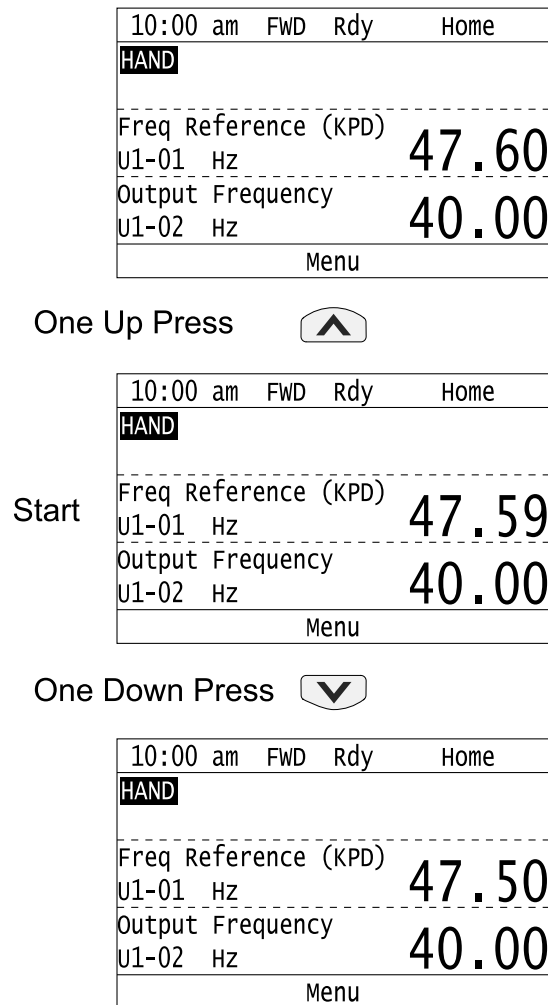 10:00 am FWD Rdy Home
HAND
Freq Reference (KPD)
U1-01 Hz 47.60
Output Frequency
U1-02 Hz 40.00
Menu
One Up Press
10:00 am FWD Rdy Home
HAND
Start
Freq Reference (KPD)
U1-01 Hz 47.59
Output Frequency
U1-02 Hz 40.00
Menu
One Down Press
10:00 am FWD Rdy Home
HAND
Freq Reference (KPD)
U1-01 Hz 47.50
Output Frequency
U1-02 Hz 40.00
Menu